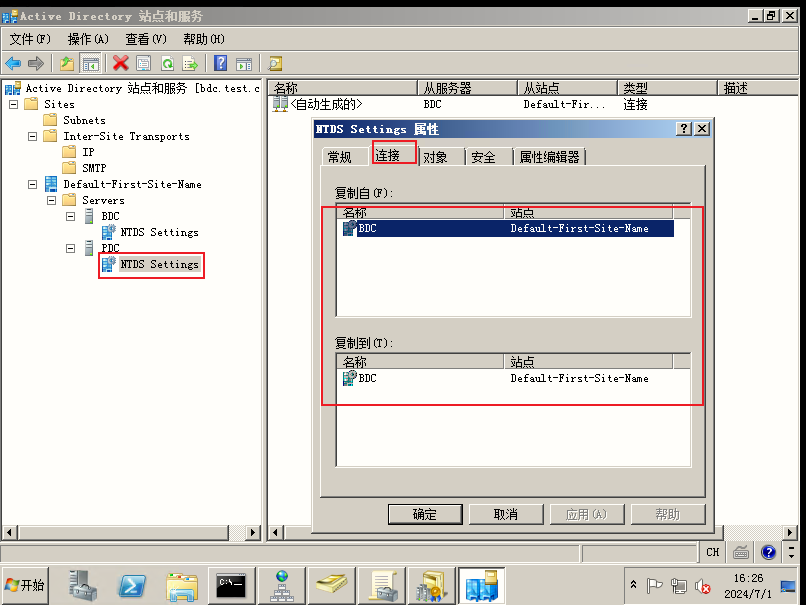 Active Directory 站点和服务
文件(F) 操作(A) 查看(V) 帮助(H)
Active Directory 站点和服务 [bdc.test.c
Sites
Subnets
Inter-Site Transports
IP
SMTP
Default-First-Site-Name
Servers
BDC
NTDS Settings
PDC
NTDS Settings
名称 从服务器 从站点 类型 描述
<自动生成的> BDC Default-Fir... 连接
NTDS Settings 属性
常规 连接 对象 安全 属性编辑器
复制自(F):
名称 站点
BDC Default-First-Site-Name
复制到(T):
名称 站点
BDC Default-First-Site-Name
确定 取消 应用(A) 帮助
CH
开始
16:26
2024/7/1